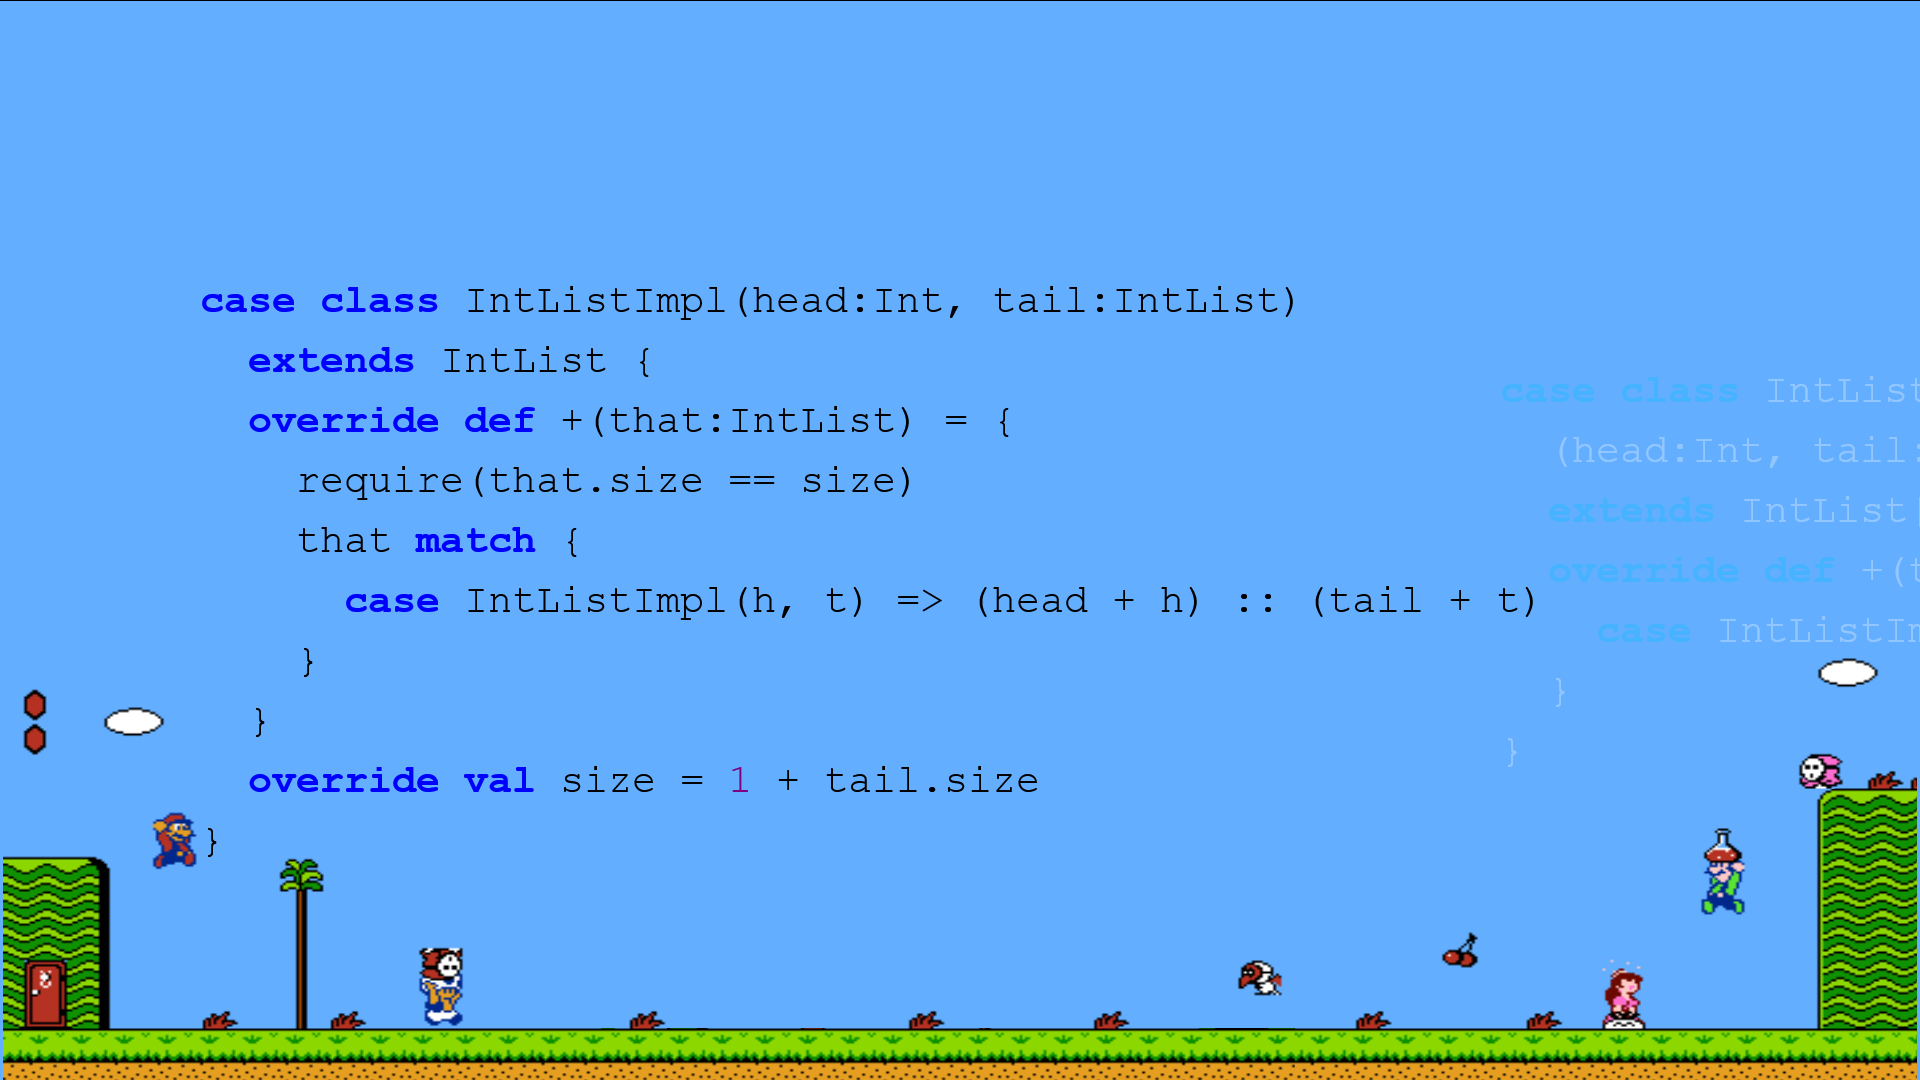 case class IntListImpl(head:Int, tail:IntList)
extends IntList {
override def +(that:IntList) = {
require(that.size == size)
that match {
case IntListImpl(h, t) => (head + h) :: (tail + t)
}
}
override val size = 1 + tail.size
}
case class IntList
(head:Int, tail:
extends IntList
override def +(t
case IntListIm
}
}